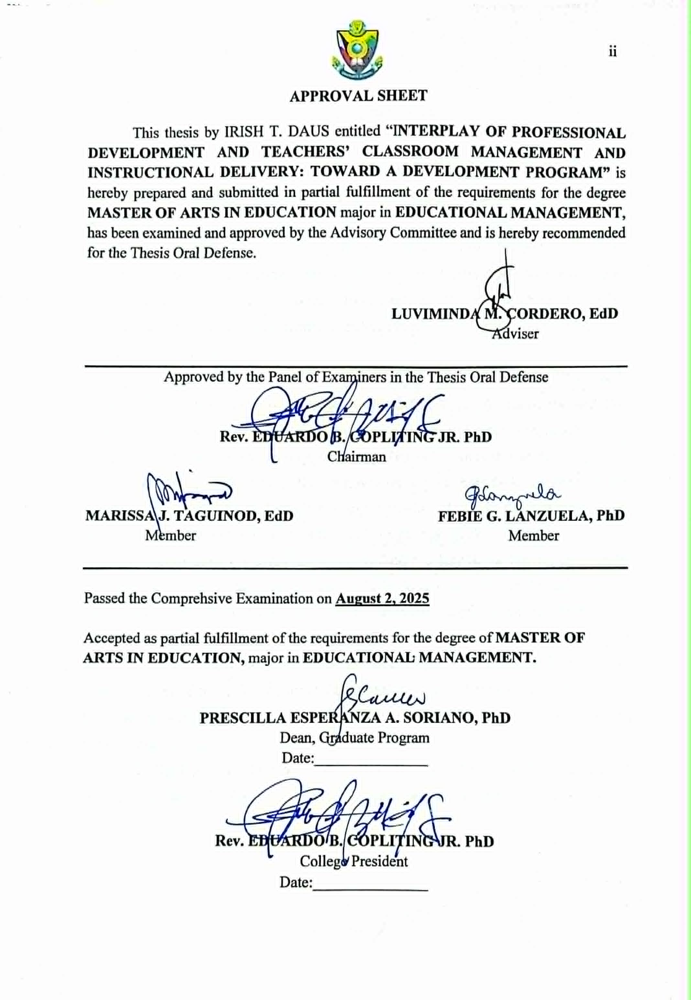 ii
APPROVAL SHEET
This thesis by IRISH T. DAUS entitled “INTERPLAY OF PROFESSIONAL
DEVELOPMENT AND TEACHERS’ CLASSROOM MANAGEMENT AND
INSTRUCTIONAL DELIVERY: TOWARD A DEVELOPMENT PROGRAM” is
hereby prepared and submitted in partial fulfillment of the requirements for the degree
MASTER OF ARTS IN EDUCATION major in EDUCATIONAL MANAGEMENT,
has been examined and approved by the Advisory Committee and is hereby recommended
for the Thesis Oral Defense.
LUVIMINDA M. CORDERO, EdD
Adviser
Approved by the Panel of Examiners in the Thesis Oral Defense
Rev. EDUARDO B. COPLITING JR. PhD
Chairman
MARISSA J. TAGUINOD, EdD
Member
FEBIE G. LANZUELA, PhD
Member
Passed the Comprehsive Examination on August 2, 2025
Accepted as partial fulfillment of the requirements for the degree of MASTER OF
ARTS IN EDUCATION, major in EDUCATIONAL MANAGEMENT.
PRESCILLA ESPERANZA A. SORIANO, PhD
Dean, Graduate Program
Date:
Rev. EDUARDO B. COPLITING JR. PhD
College President
Date: